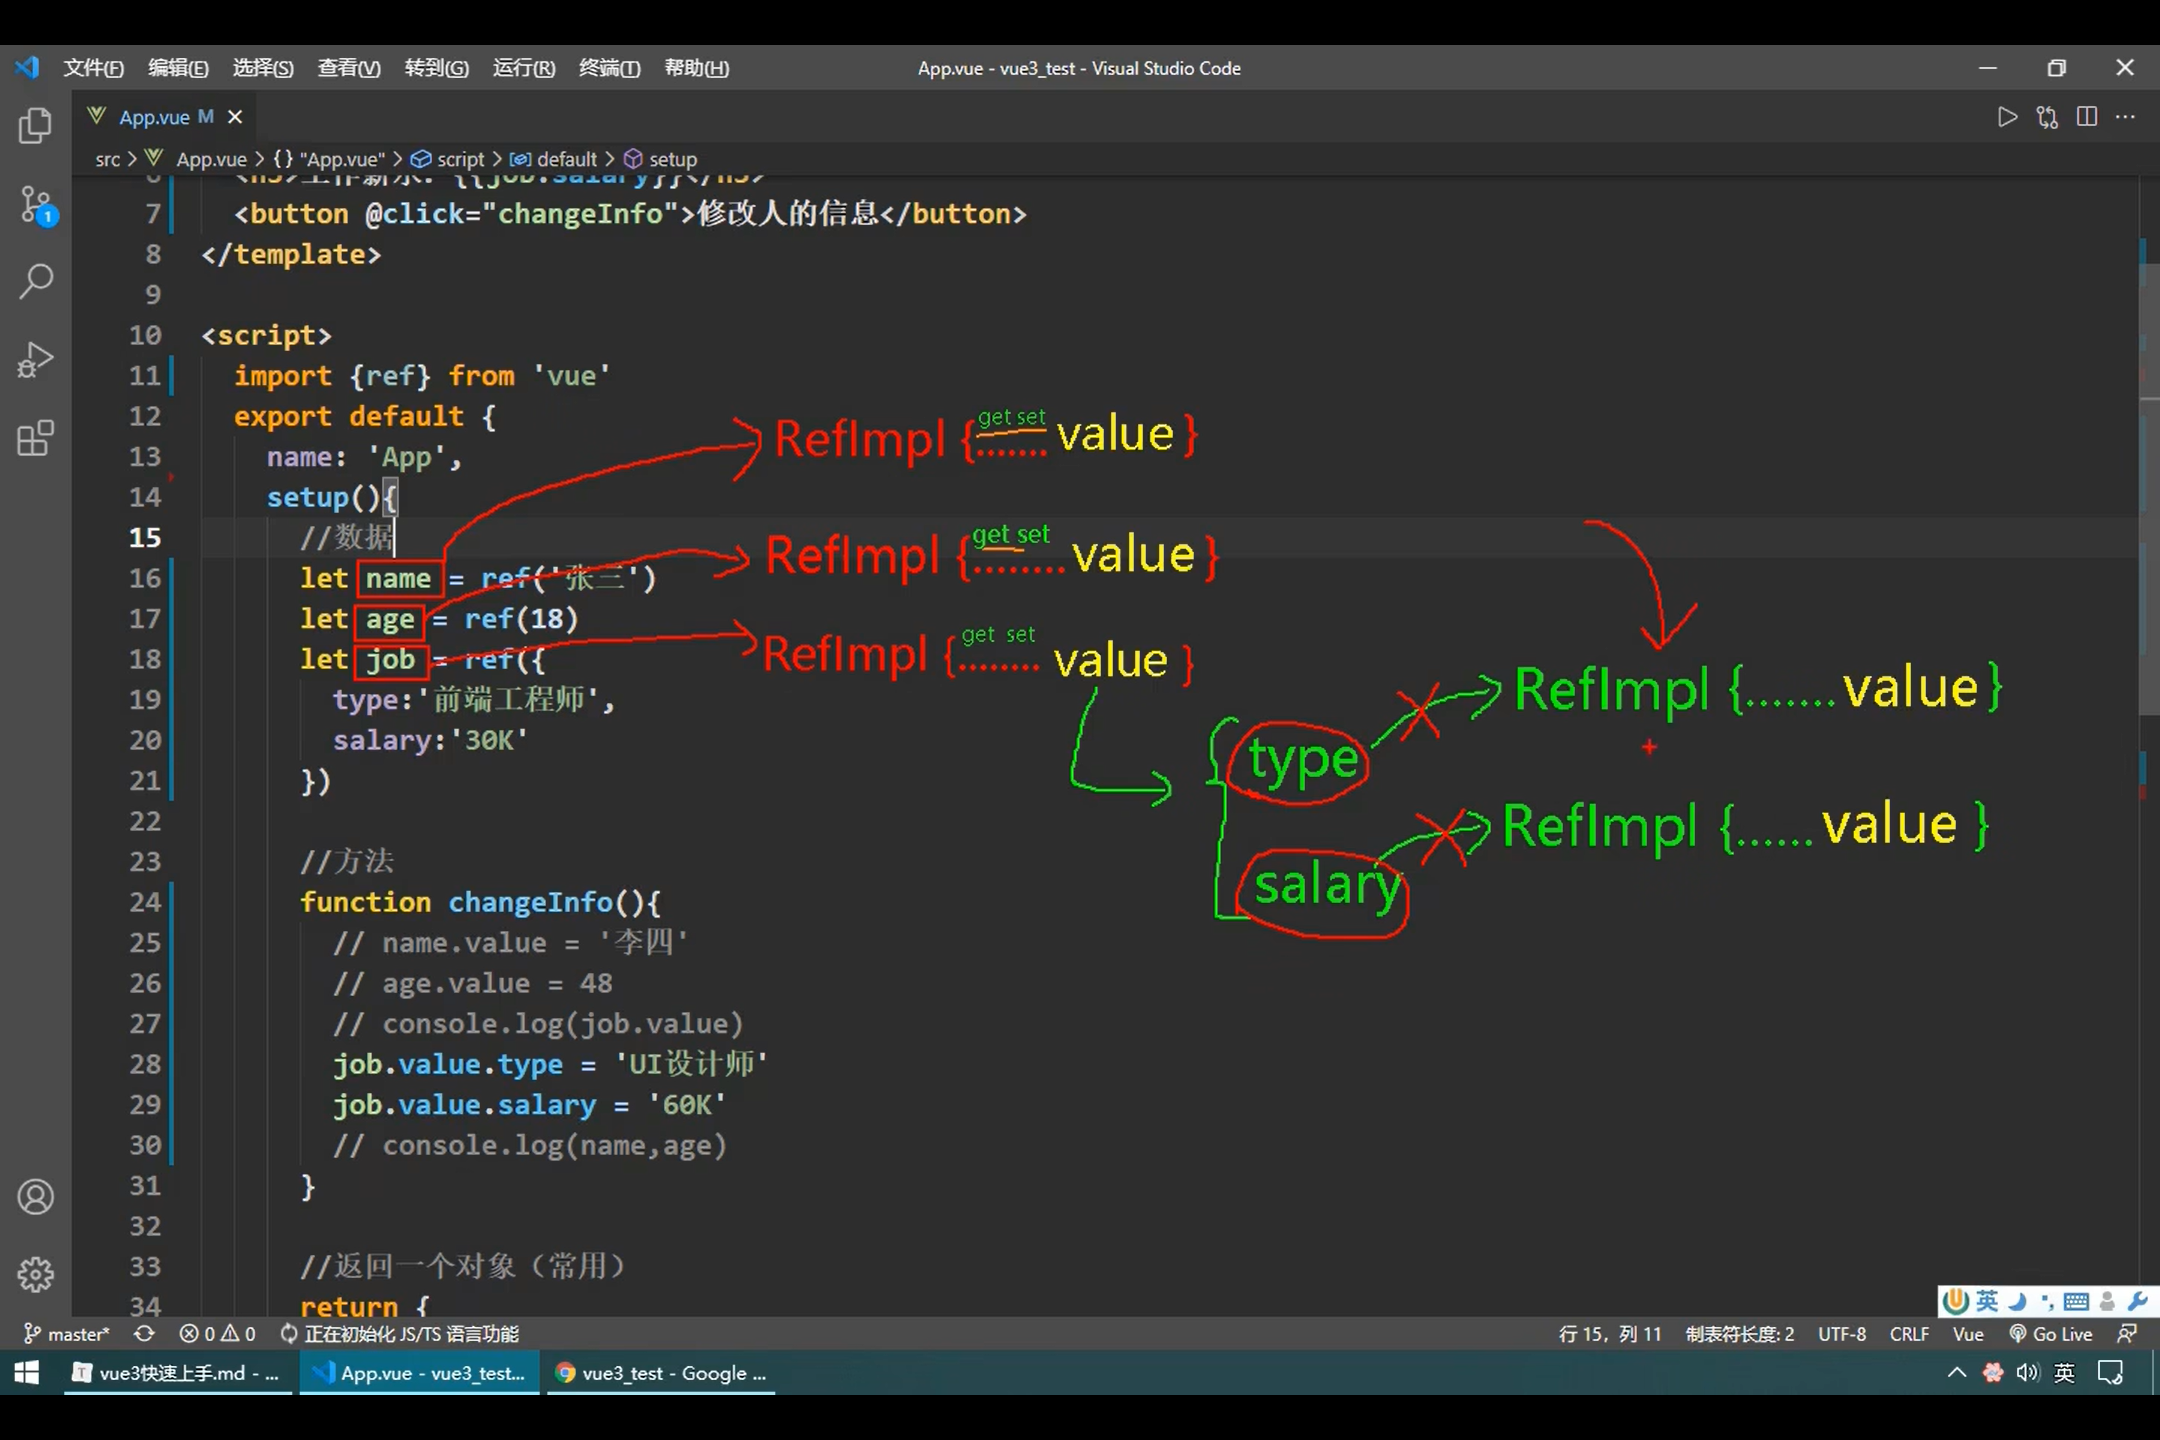 文件(F) 编辑(E) 选择(S) 查看(V) 转到(G) 运行(R) 终端(T) 帮助(H) App.vue - vue3_test - Visual Studio Code
App.vue M
src > App.vue > {} "App.vue" > script > default > setup
6 <h3>工作薪水：{{job.salary}}</h3>
7 <button @click="changeInfo">修改人的信息</button>
8 </template>
9
10 <script>
11 import {ref} from 'vue'
12 export default {
13 name: 'App',
14 setup(){
15 //数据
16 let name = ref('张三')
17 let age = ref(18)
18 let job = ref({
19 type:'前端工程师',
20 salary:'30K'
21 })
22
23 //方法
24 function changeInfo(){
25 // name.value = '李四'
26 // age.value = 48
27 // console.log(job.value)
28 job.value.type = 'UI设计师'
29 job.value.salary = '60K'
30 // console.log(name,age)
31 }
32
33 //返回一个对象（常用）
34 return {
get set
RefImpl {....... value }
get set
RefImpl {........ value }
get set
RefImpl {........ value }
type
RefImpl {.......value }
salary
RefImpl {...... value }
1
master* 0 0 正在初始化 JS/TS 语言功能
行 15，列 11 制表符长度: 2 UTF-8 CRLF Vue Go Live
英
vue3快速上手.md - ... App.vue - vue3_test... vue3_test - Google ...
英